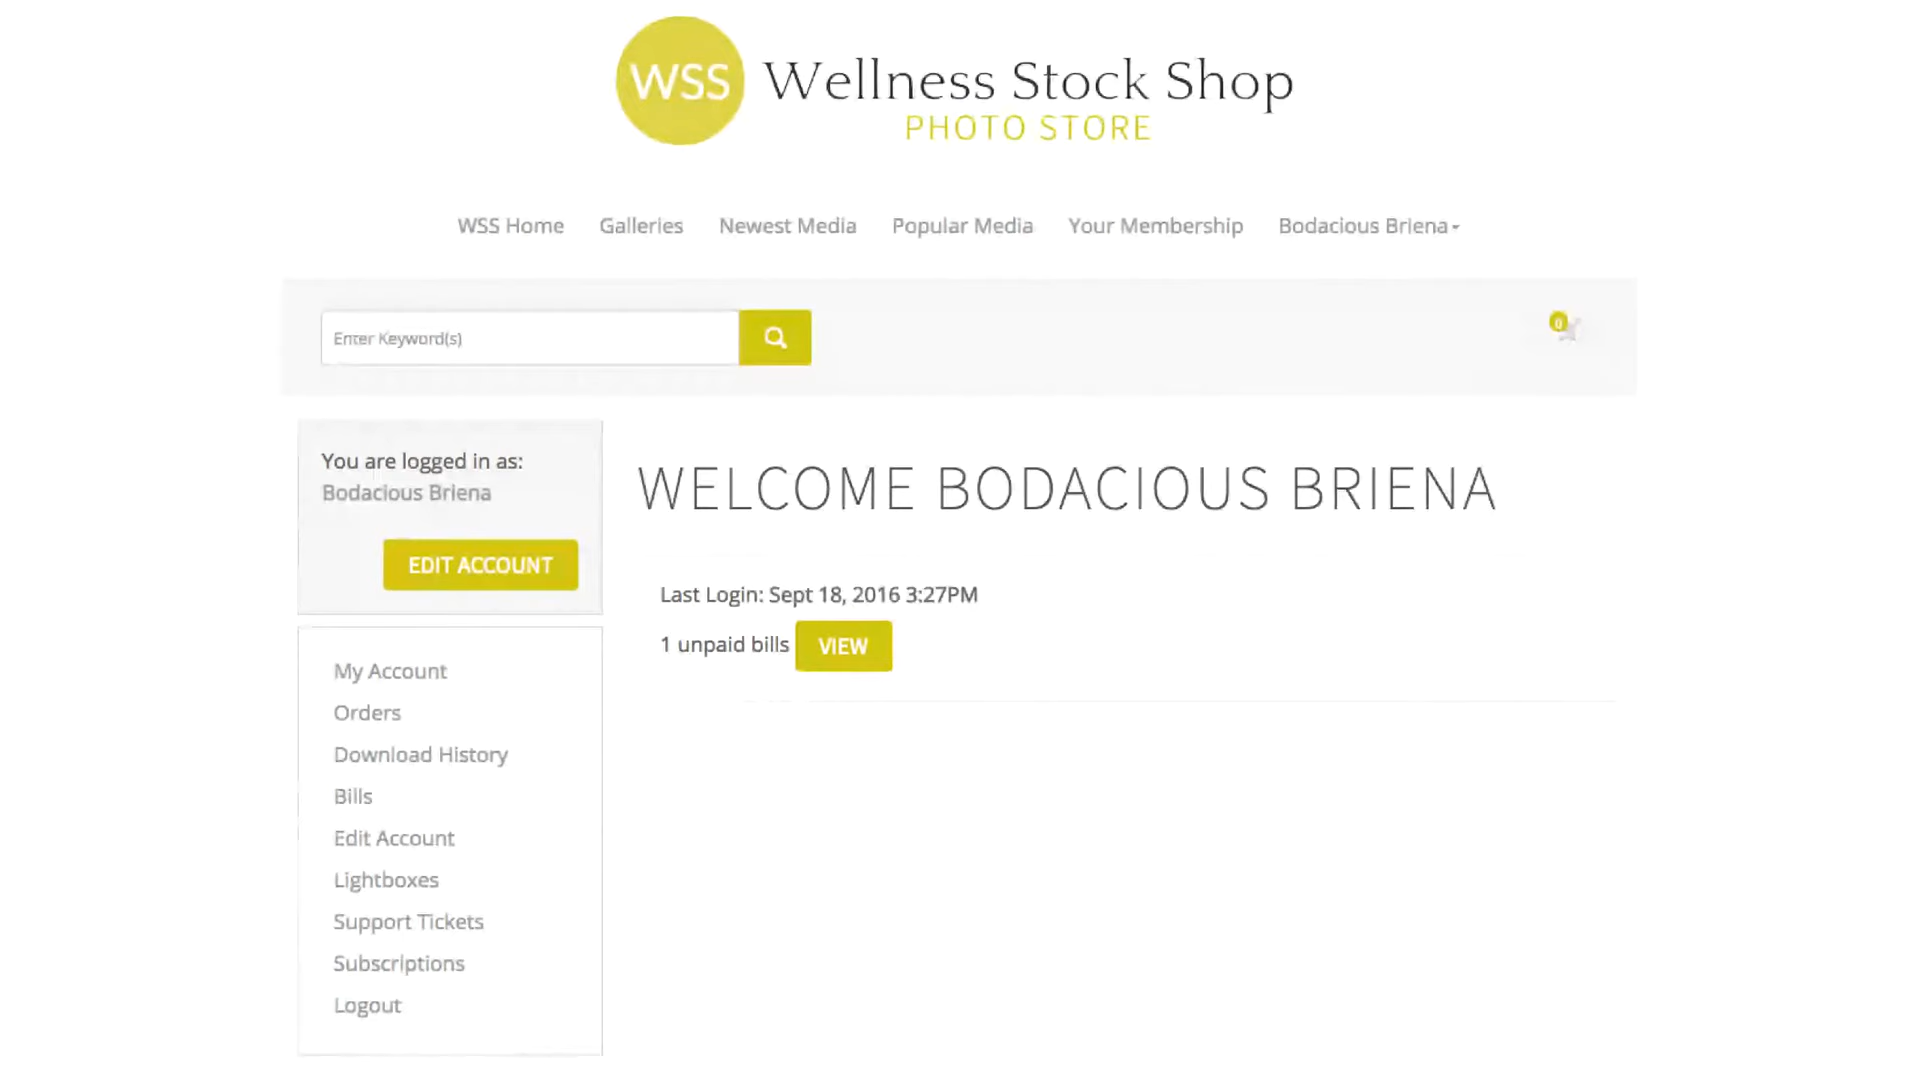 WSS
Wellness Stock Shop
PHOTO STORE
WSS Home Galleries Newest Media Popular Media Your Membership Bodacious Briena
Enter Keyword(s)
0
You are logged in as:
Bodacious Briena
EDIT ACCOUNT
WELCOME BODACIOUS BRIENA
Last Login: Sept 18, 2016 3:27PM
1 unpaid bills VIEW
My Account
Orders
Download History
Bills
Edit Account
Lightboxes
Support Tickets
Subscriptions
Logout